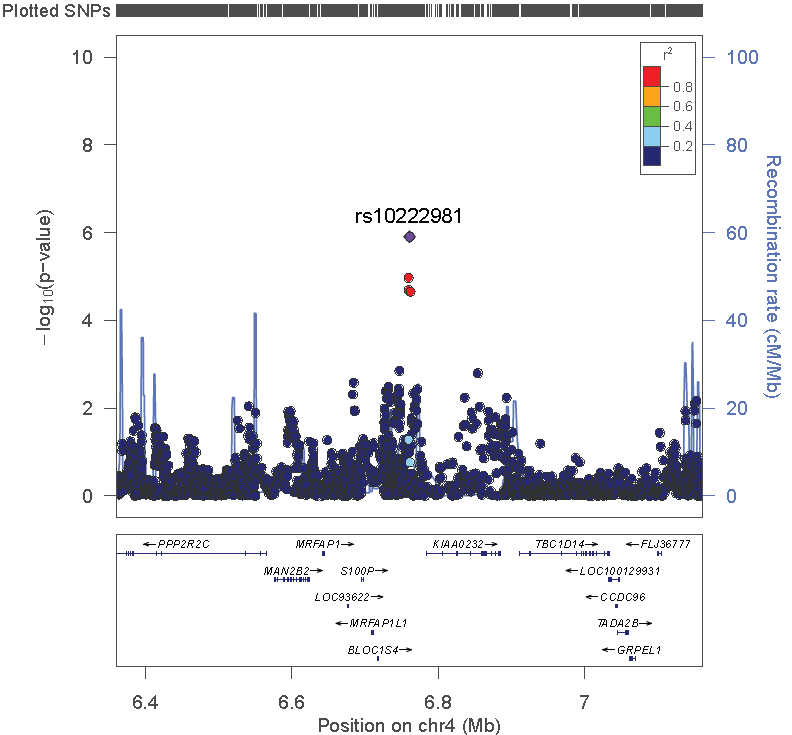 Plotted SNPs
10
8
6
4
2
0
−log10(p−value)
100
80
60
40
20
0
Recombination rate (cM/Mb)
r2
0.8
0.6
0.4
0.2
rs10222981
←PPP2R2C MRFAP1→ KIAA0232→ TBC1D14→ ←FLJ36777
MAN2B2→ S100P→ ←LOC100129931
LOC93622→ ←CCDC96
←MRFAP1L1 TADA2B→
BLOC1S4→ ←GRPEL1
6.4 6.6 6.8 7
Position on chr4 (Mb)